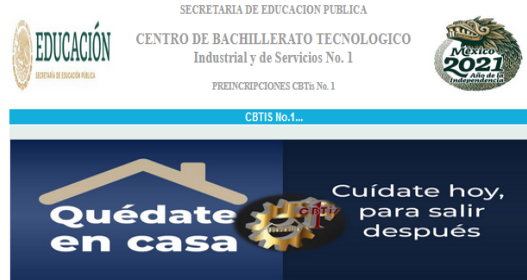 SECRETARIA DE EDUCACION PUBLICA
EDUCACIÓN
SECRETARÍA DE EDUCACIÓN PÚBLICA
CENTRO DE BACHILLERATO TECNOLOGICO
Industrial y de Servicios No. 1
PREINCRIPCIONES CBTis No. 1
México
2021
Año de la
Independencia
CBTIS No.1...
Quédate
en casa
CBTis
1
Cuídate hoy,
para salir
después